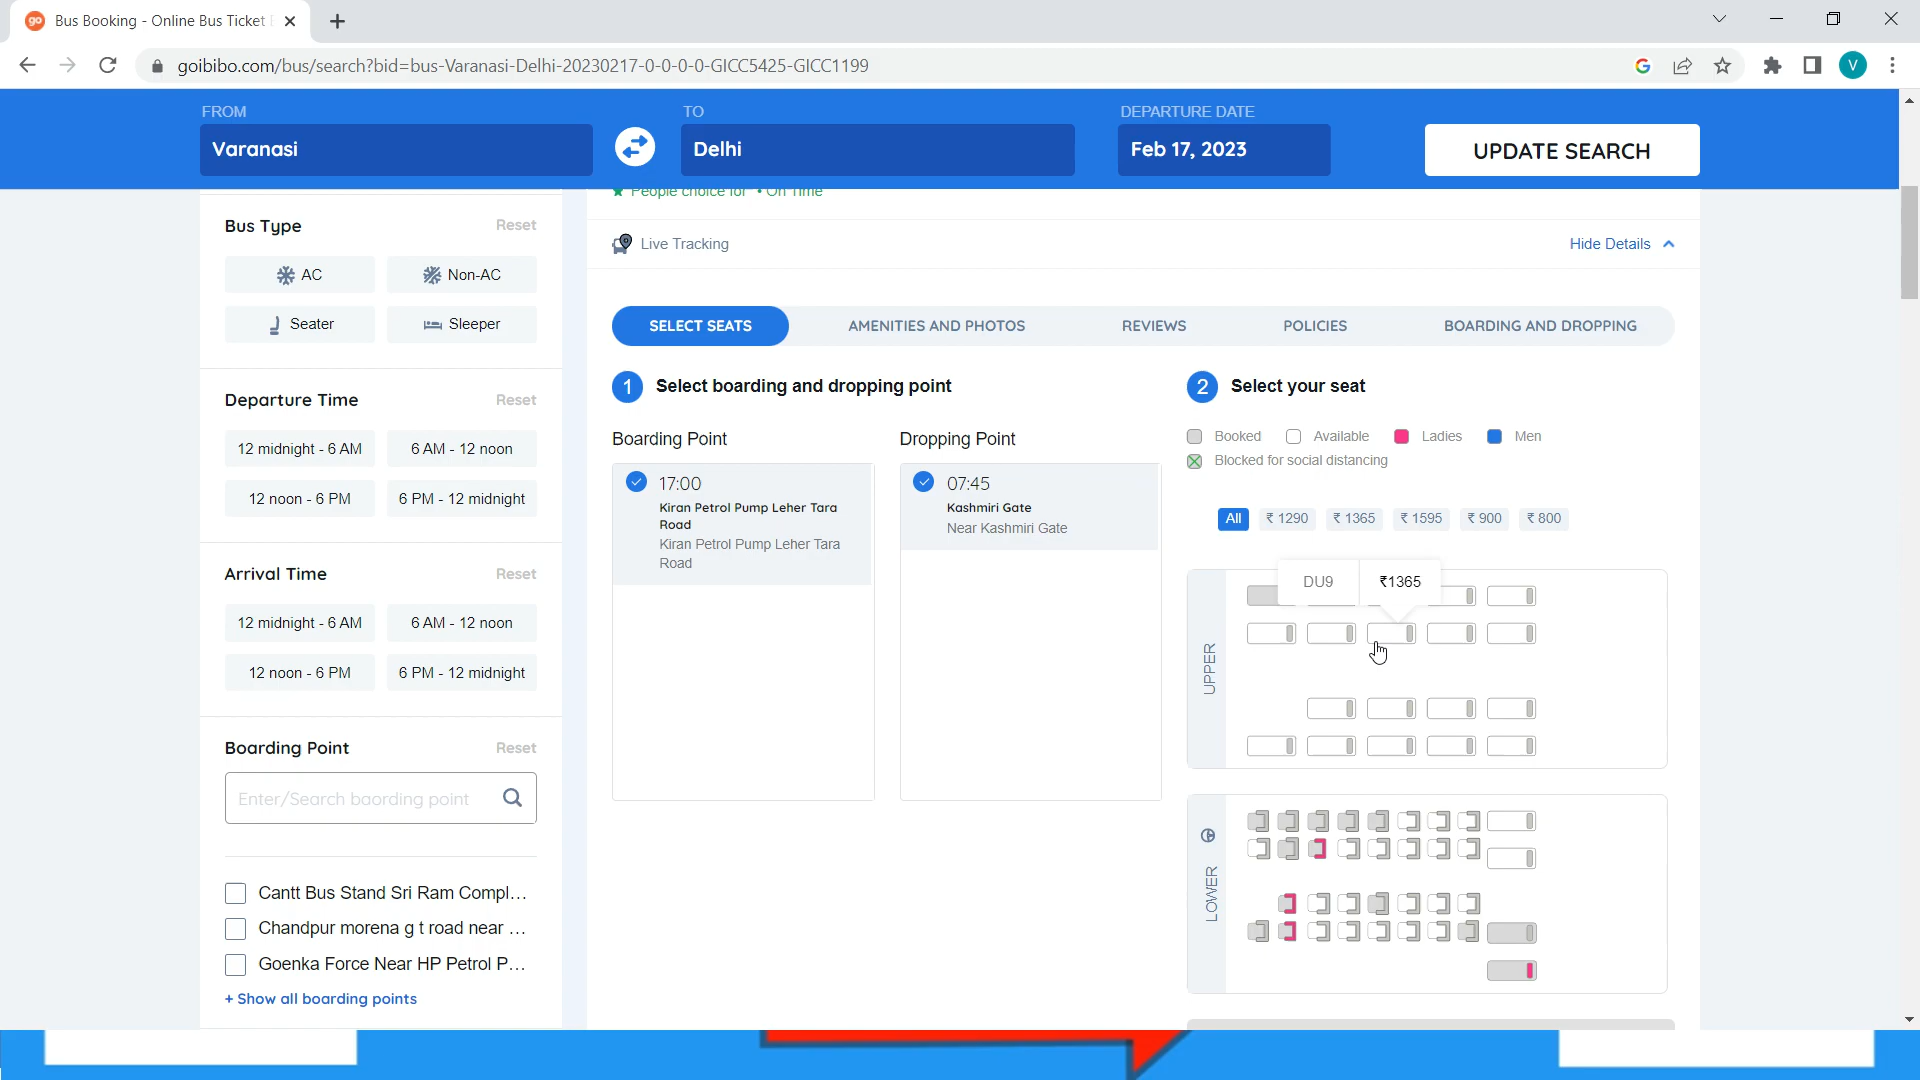 go Bus Booking - Online Bus Ticket
goibibo.com/bus/search?bid=bus-Varanasi-Delhi-20230217-0-0-0-0-GICC5425-GICC1199
G
V
FROM
TO
DEPARTURE DATE
Varanasi
Delhi
Feb 17, 2023
UPDATE SEARCH
People choice for • On Time
Live Tracking
Hide Details
Bus Type
Reset
AC
Non-AC
Seater
Sleeper
Departure Time
Reset
12 midnight - 6 AM
6 AM - 12 noon
12 noon - 6 PM
6 PM - 12 midnight
Arrival Time
Reset
12 midnight - 6 AM
6 AM - 12 noon
12 noon - 6 PM
6 PM - 12 midnight
Boarding Point
Reset
Enter/Search baording point
Cantt Bus Stand Sri Ram Compl...
Chandpur morena g t road near ...
Goenka Force Near HP Petrol P...
+ Show all boarding points
SELECT SEATS
AMENITIES AND PHOTOS
REVIEWS
POLICIES
BOARDING AND DROPPING
1 Select boarding and dropping point
Boarding Point
17:00
Kiran Petrol Pump Leher Tara
Road
Kiran Petrol Pump Leher Tara
Road
Dropping Point
07:45
Kashmiri Gate
Near Kashmiri Gate
2 Select your seat
Booked
Available
Ladies
Men
Blocked for social distancing
All
₹ 1290
₹ 1365
₹ 1595
₹ 900
₹ 800
DU9
₹1365
UPPER
LOWER